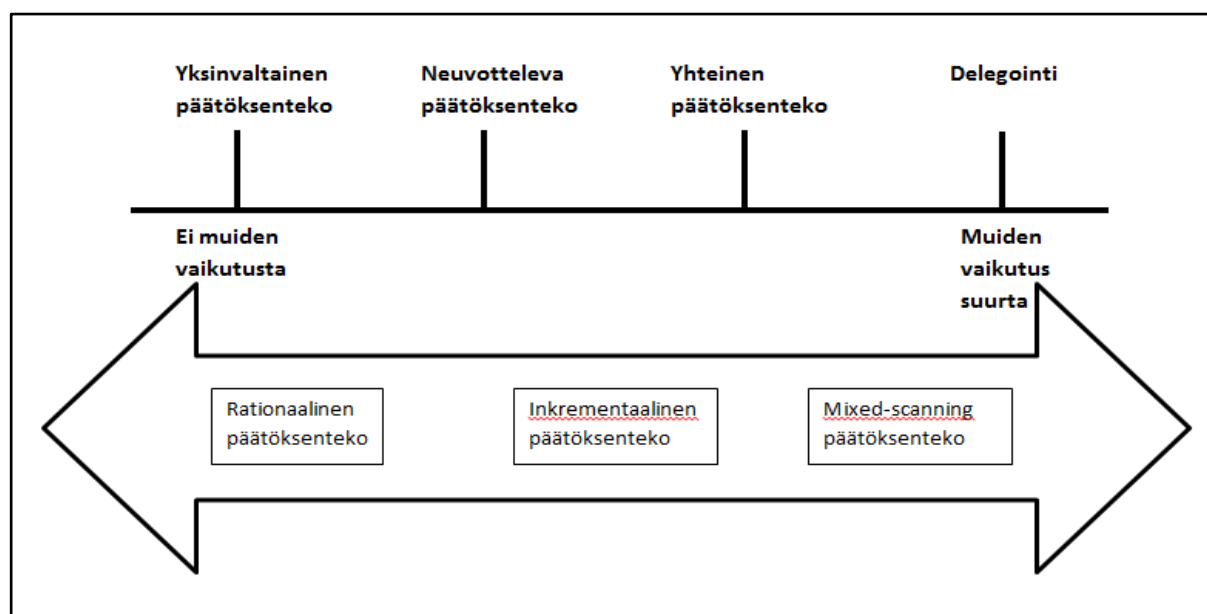 Yksinvaltainen
päätöksenteko
Neuvotteleva
päätöksenteko
Yhteinen
päätöksenteko
Delegointi
Ei muiden
vaikutusta
Muiden
vaikutus
suurta
Rationaalinen
päätöksenteko
Inkrementaalinen
päätöksenteko
Mixed-scanning
päätöksenteko